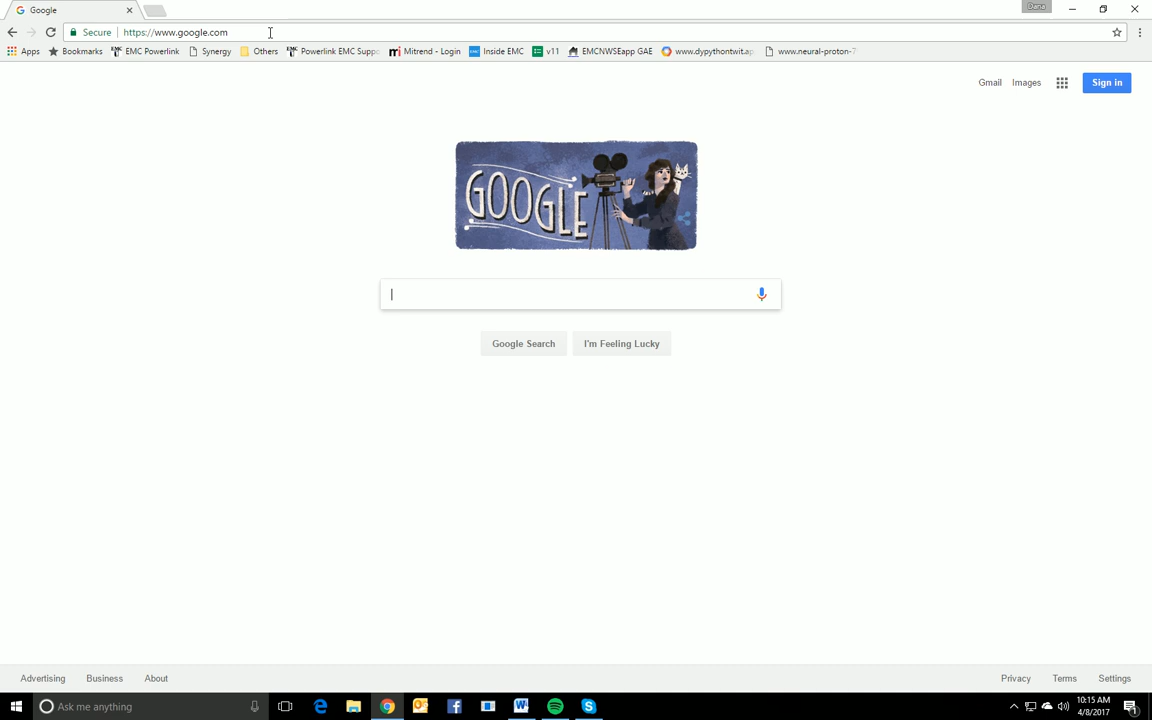 Google
Dana
Secure https://www.google.com
Apps Bookmarks EMC Powerlink Synergy Others Powerlink EMC Suppo Mitrend - Login Inside EMC v11 EMCNWSEapp GAE www.dypythontwit.ap www.neural-proton-7
Gmail Images Sign in
GOOGLE
Google Search I'm Feeling Lucky
Advertising Business About Privacy Terms Settings
Ask me anything
10:15 AM
4/8/2017